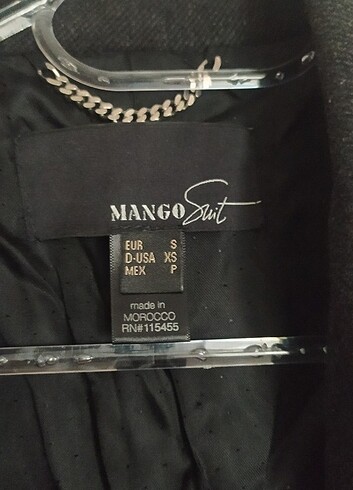 MANGO Suit
EUR S
D-USA XS
MEX P
made in
MOROCCO
RN#115455